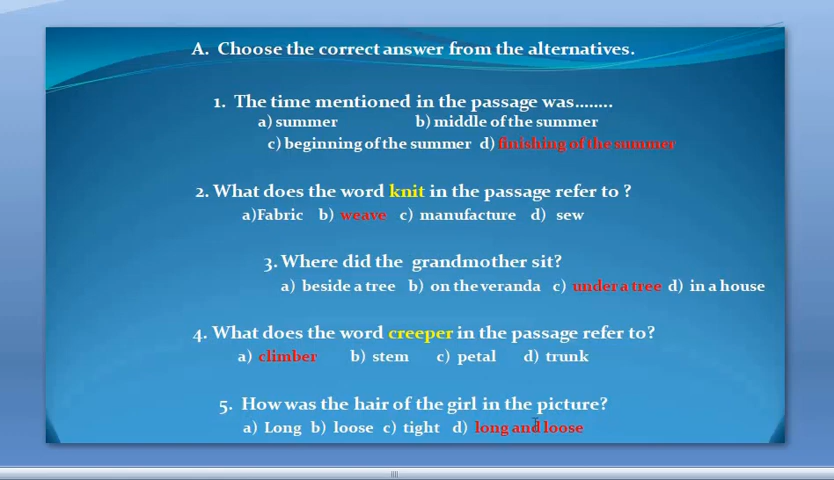 A. Choose the correct answer from the alternatives.
1. The time mentioned in the passage was........
a) summer b) middle of the summer
c) beginning of the summer d) finishing of the summer
2. What does the word knit in the passage refer to ?
a)Fabric b) weave c) manufacture d) sew
3. Where did the grandmother sit?
a) beside a tree b) on the veranda c) under a tree d) in a house
4. What does the word creeper in the passage refer to?
a) climber b) stem c) petal d) trunk
5. How was the hair of the girl in the picture?
a) Long b) loose c) tight d) long and loose